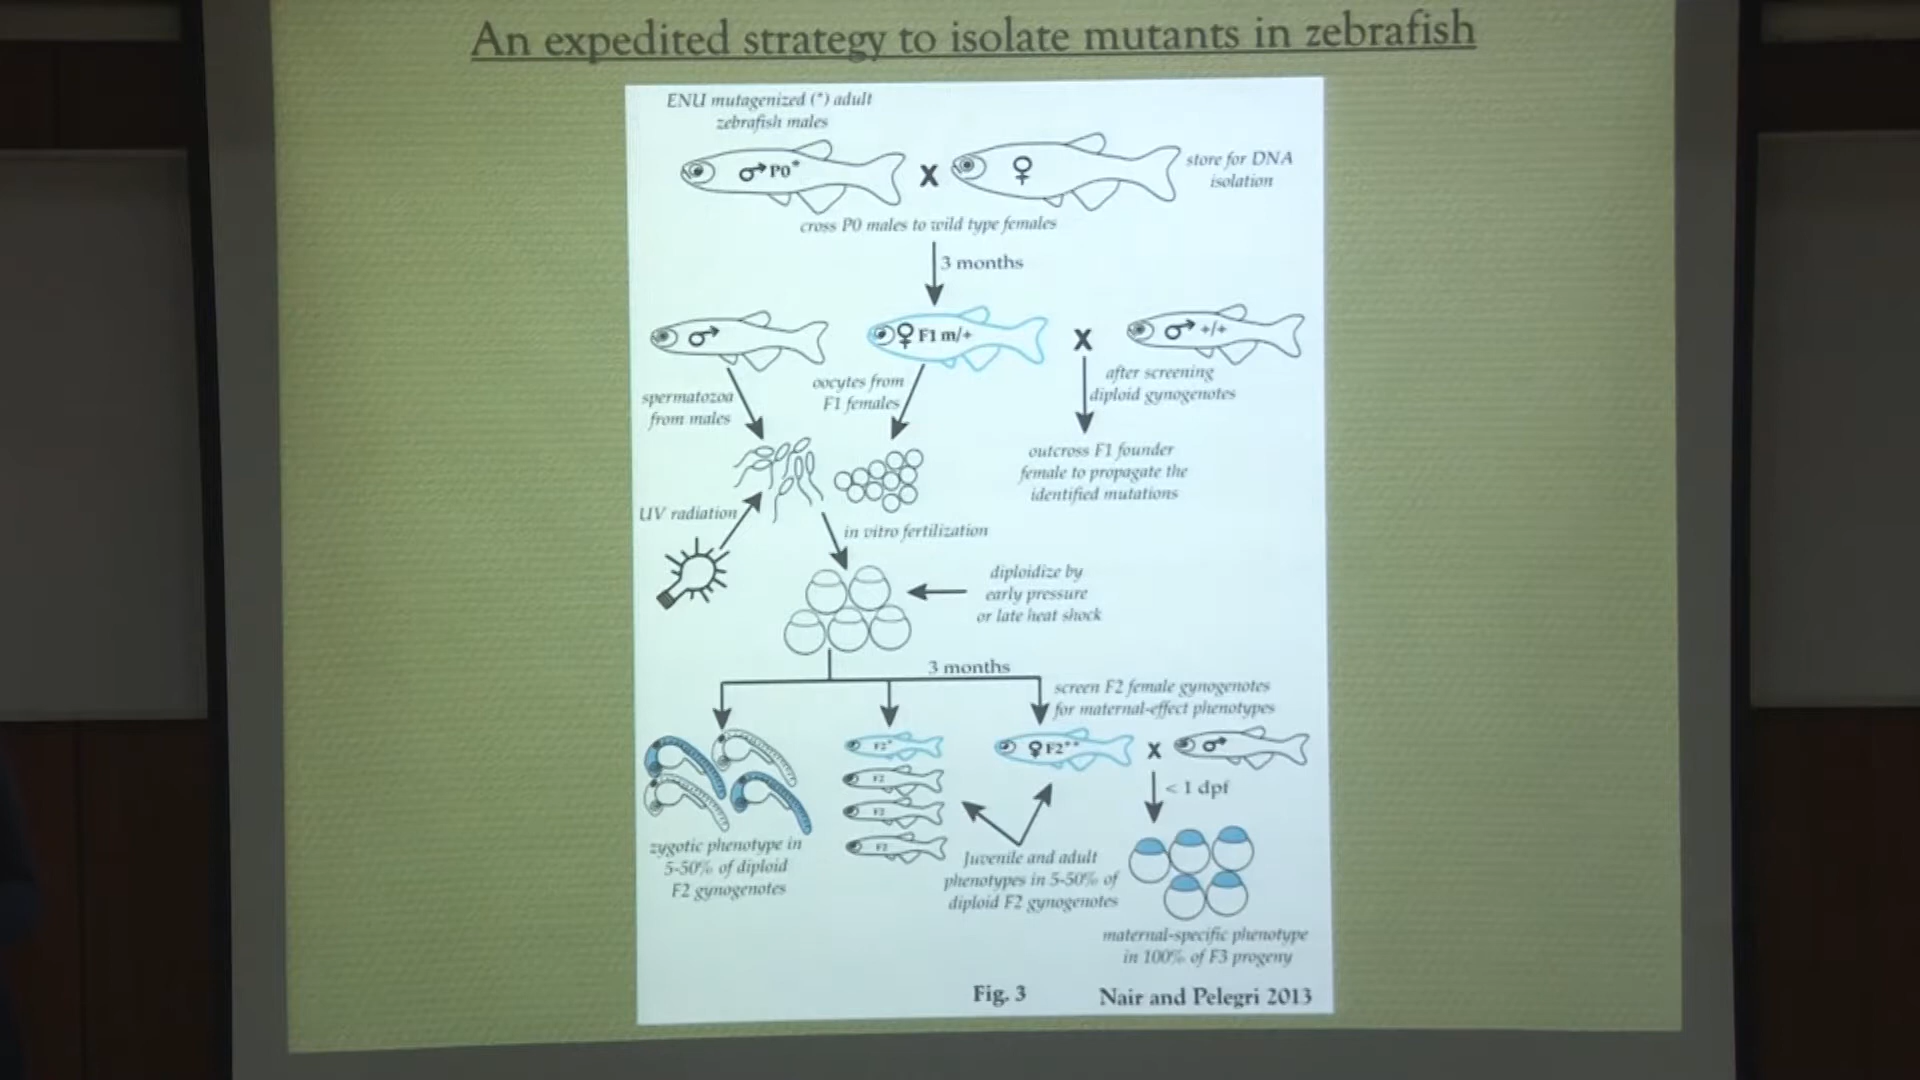 An expedited strategy to isolate mutants in zebrafish
ENU mutagenized (*) adult
zebrafish males
♂ P0*
X
♀
store for DNA
isolation
cross P0 males to wild type females
3 months
♂
♀ F1 m/+
X
♂ +/+
spermatozoa
from males
oocytes from
F1 females
after screening
diploid gynogenotes
outcross F1 founder
female to propagate the
identified mutations
UV radiation
in vitro fertilization
diploidize by
early pressure
or late heat shock
3 months
screen F2 female gynogenotes
for maternal-effect phenotypes
F2*
F2
F2
F2
♀ F2**
x
♂
< 1 dpf
zygotic phenotype in
5-50% of diploid
F2 gynogenotes
Juvenile and adult
phenotypes in 5-50% of
diploid F2 gynogenotes
maternal-specific phenotype
in 100% of F3 progeny
Fig. 3
Nair and Pelegri 2013